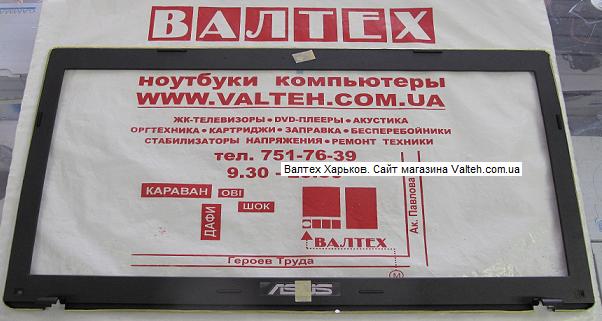 ВАЛТЕХ
ноутбуки компьютеры
WWW.VALTEH.COM.UA
ЖК-ТЕЛЕВИЗОРЫ • DVD-ПЛЕЕРЫ • АКУСТИКА
ОРГТЕХНИКА • КАРТРИДЖИ • ЗАПРАВКА • БЕСПЕРЕБОЙНИКИ
СТАБИЛИЗАТОРЫ НАПРЯЖЕНИЯ • РЕМОНТ ТЕХНИКИ
тел. 751-76-39
9.30 -
Валтех Харьков. Сайт магазина Valteh.com.ua
КАРАВАН
ОBI
ШОК
ДАФИ
ВАЛТЕХ
Ак. Павлова
Героев Труда
М
ASUS